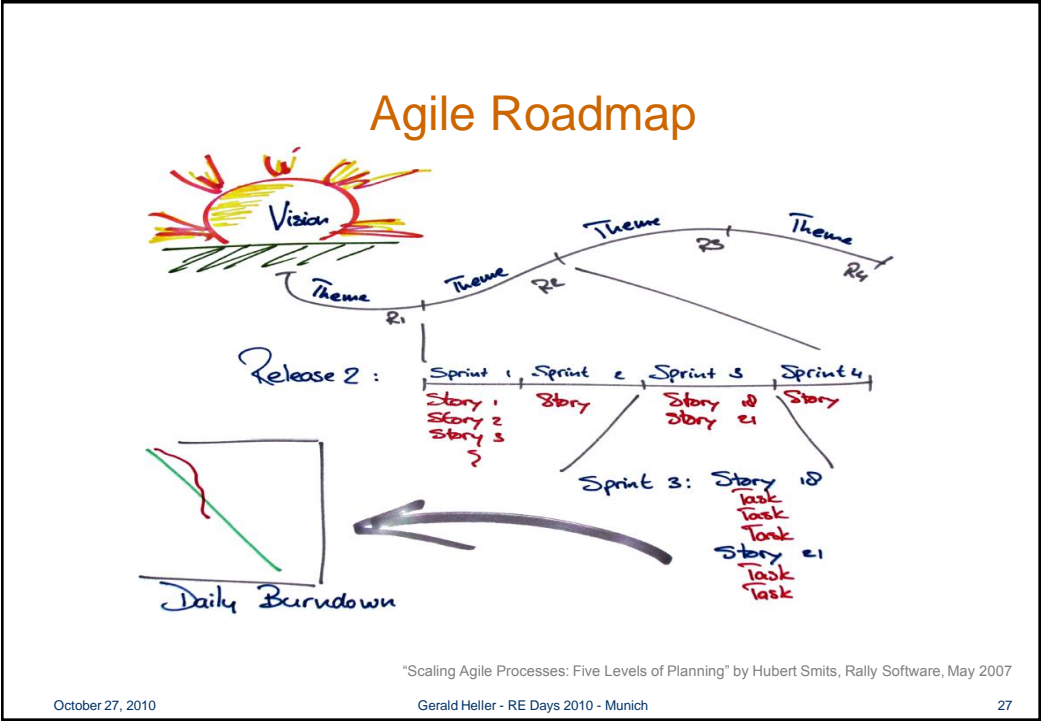 Agile Roadmap
Vision
Theme
Theme
Theme
Theme
R1
R2
R3
R4
Release 2 :
Sprint 1 Sprint 2 Sprint 3 Sprint 4
Story 1 Story Story 18 Story
Story 2 Story 21
Story 3
Sprint 3: Story 18
Task
Task
Task
Story 21
Task
Task
Daily Burndown
“Scaling Agile Processes: Five Levels of Planning” by Hubert Smits, Rally Software, May 2007
October 27, 2010 Gerald Heller - RE Days 2010 - Munich 27